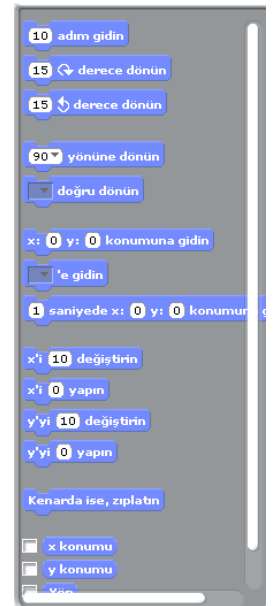 10 adım gidin
15 derece dönün
15 derece dönün
90 yönüne dönün
doğru dönün
x: 0 y: 0 konumuna gidin
'e gidin
1 saniyede x: 0 y: 0 konumuna g
x'i 10 değiştirin
x'i 0 yapın
y'yi 10 değiştirin
y'yi 0 yapın
Kenarda ise, zıplatın
x konumu
y konumu
Yön